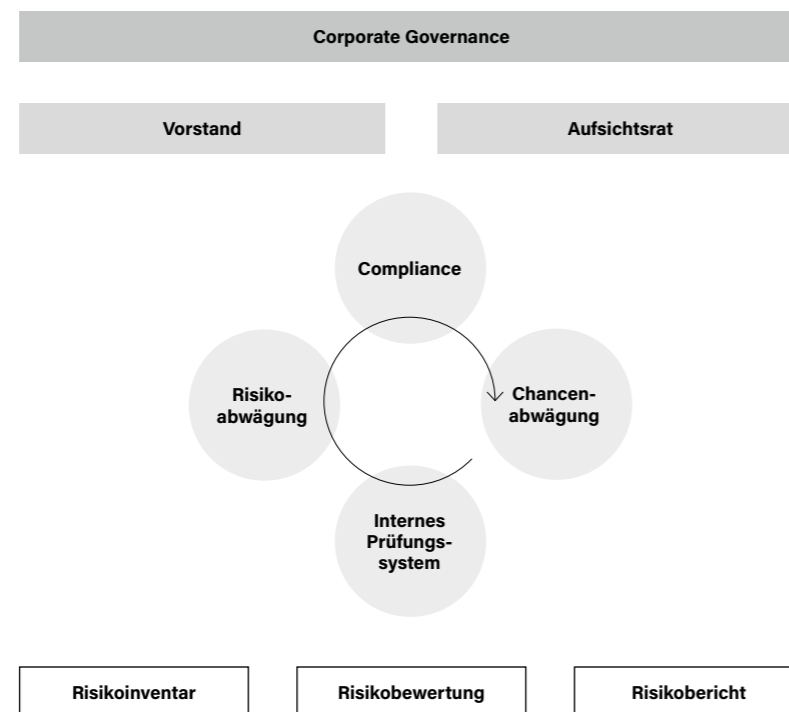 Corporate Governance
Vorstand
Aufsichtsrat
Compliance
Risiko-
abwägung
Chancen-
abwägung
Internes
Prüfungs-
system
Risikoinventar
Risikobewertung
Risikobericht